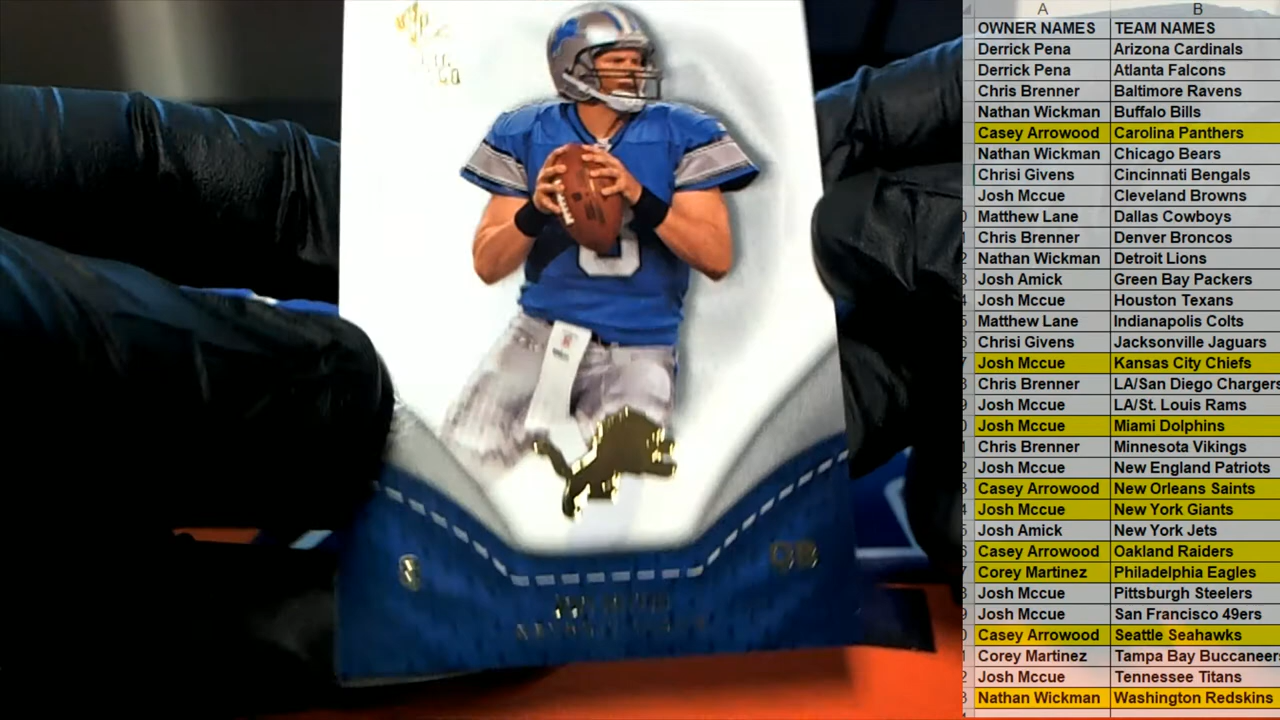 A B
OWNER NAMES TEAM NAMES
Derrick Pena Arizona Cardinals
Derrick Pena Atlanta Falcons
Chris Brenner Baltimore Ravens
Nathan Wickman Buffalo Bills
Casey Arrowood Carolina Panthers
Nathan Wickman Chicago Bears
Chrisi Givens Cincinnati Bengals
Josh Mccue Cleveland Browns
Matthew Lane Dallas Cowboys
Chris Brenner Denver Broncos
Nathan Wickman Detroit Lions
Josh Amick Green Bay Packers
Josh Mccue Houston Texans
Matthew Lane Indianapolis Colts
Chrisi Givens Jacksonville Jaguars
Josh Mccue Kansas City Chiefs
Chris Brenner LA/San Diego Chargers
Josh Mccue LA/St. Louis Rams
Josh Mccue Miami Dolphins
Chris Brenner Minnesota Vikings
Josh Mccue New England Patriots
Casey Arrowood New Orleans Saints
Josh Mccue New York Giants
Josh Amick New York Jets
Casey Arrowood Oakland Raiders
Corey Martinez Philadelphia Eagles
Josh Mccue Pittsburgh Steelers
Josh Mccue San Francisco 49ers
Casey Arrowood Seattle Seahawks
Corey Martinez Tampa Bay Buccaneers
Josh Mccue Tennessee Titans
Nathan Wickman Washington Redskins
8 QB